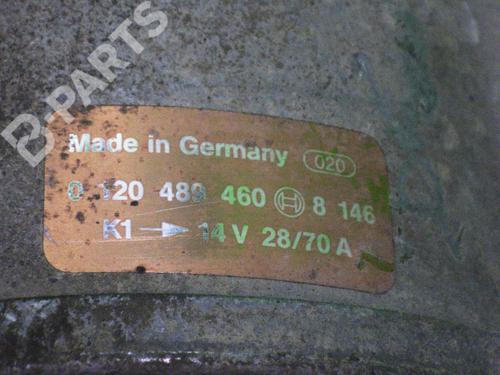 B-PARTS
Made in Germany 020
0 120 489 460 8 146
K1 → 14 V 28/70 A